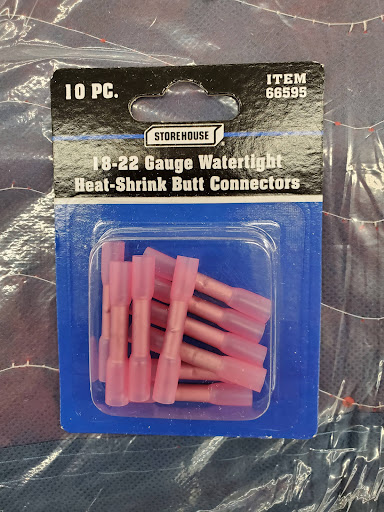 10 PC.
ITEM
66595
STOREHOUSE
18-22 Gauge Watertight
Heat-Shrink Butt Connectors